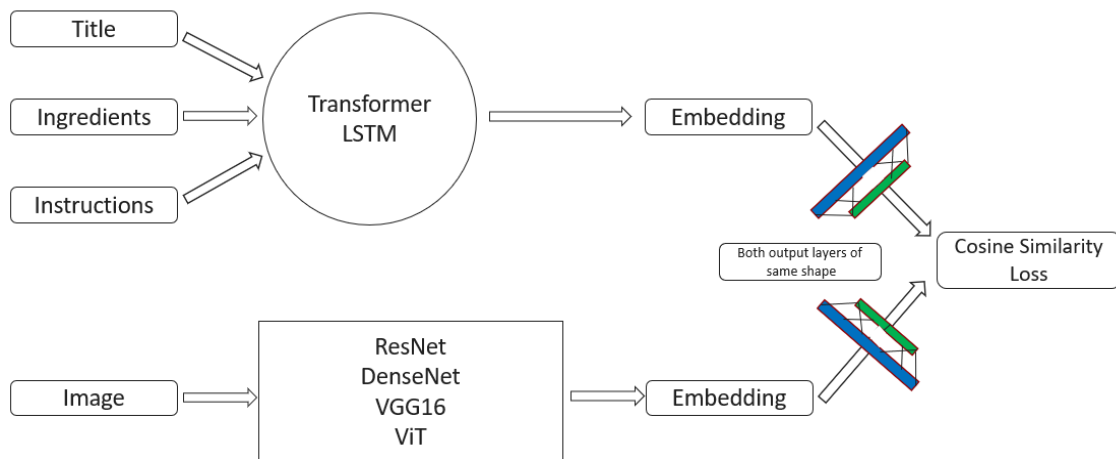 Title
Ingredients
Instructions
Transformer
LSTM
Embedding
Both output layers of
same shape
Cosine Similarity
Loss
Image
ResNet
DenseNet
VGG16
ViT
Embedding